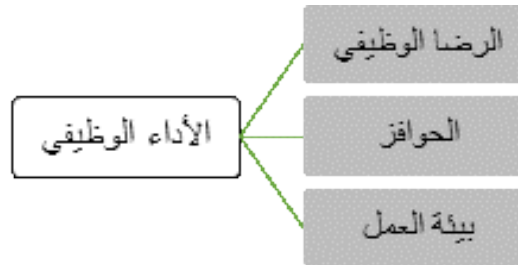 الرضا الوظيفي
الحوافز
الأداء الوظيفي
بيئة العمل